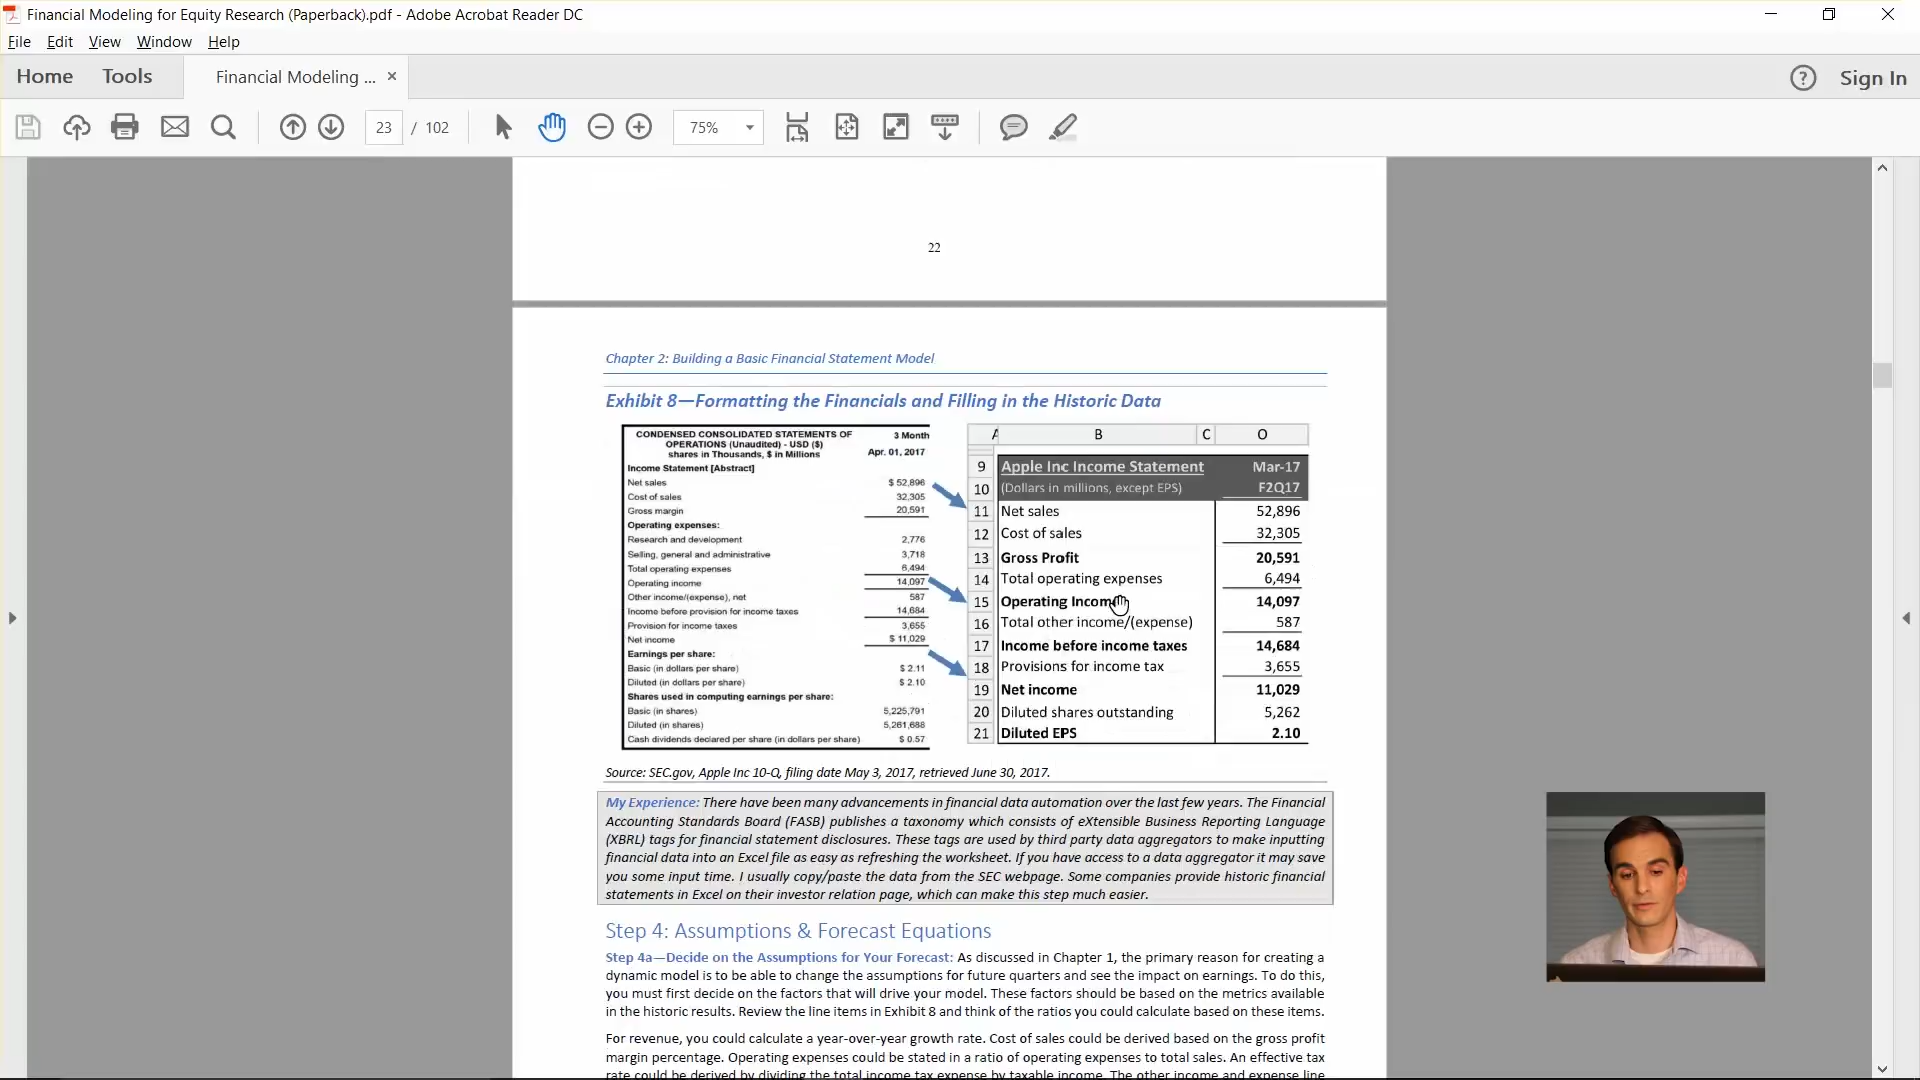 Financial Modeling for Equity Research (Paperback).pdf - Adobe Acrobat Reader DC
File Edit View Window Help
Home Tools Financial Modeling ... × ? Sign In
23 / 102 75%
22
Chapter 2: Building a Basic Financial Statement Model
Exhibit 8—Formatting the Financials and Filling in the Historic Data
CONDENSED CONSOLIDATED STATEMENTS OF 3 Month
OPERATIONS (Unaudited) - USD ($)
shares in Thousands, $ in Millions Apr. 01, 2017
Income Statement [Abstract]
Net sales $ 52,896
Cost of sales 32,305
Gross margin 20,591
Operating expenses:
Research and development 2,776
Selling, general and administrative 3,718
Total operating expenses 6,494
Operating income 14,097
Other income/(expense), net 587
Income before provision for income taxes 14,684
Provision for income taxes 3,655
Net income $ 11,029
Earnings per share:
Basic (in dollars per share) $ 2.11
Diluted (in dollars per share) $ 2.10
Shares used in computing earnings per share:
Basic (in shares) 5,225,791
Diluted (in shares) 5,261,688
Cash dividends declared per share (in dollars per share) $ 0.57
A B C O
9 Apple Inc Income Statement Mar-17
10 (Dollars in millions, except EPS) F2Q17
11 Net sales 52,896
12 Cost of sales 32,305
13 Gross Profit 20,591
14 Total operating expenses 6,494
15 Operating Income 14,097
16 Total other income/(expense) 587
17 Income before income taxes 14,684
18 Provisions for income tax 3,655
19 Net income 11,029
20 Diluted shares outstanding 5,262
21 Diluted EPS 2.10
Source: SEC.gov, Apple Inc 10-Q, filing date May 3, 2017, retrieved June 30, 2017.
My Experience: There have been many advancements in financial data automation over the last few years. The Financial
Accounting Standards Board (FASB) publishes a taxonomy which consists of eXtensible Business Reporting Language
(XBRL) tags for financial statement disclosures. These tags are used by third party data aggregators to make inputting
financial data into an Excel file as easy as refreshing the worksheet. If you have access to a data aggregator it may save
you some input time. I usually copy/paste the data from the SEC webpage. Some companies provide historic financial
statements in Excel on their investor relation page, which can make this step much easier.
Step 4: Assumptions & Forecast Equations
Step 4a—Decide on the Assumptions for Your Forecast: As discussed in Chapter 1, the primary reason for creating a
dynamic model is to be able to change the assumptions for future quarters and see the impact on earnings. To do this,
you must first decide on the factors that will drive your model. These factors should be based on the metrics available
in the historic results. Review the line items in Exhibit 8 and think of the ratios you could calculate based on these items.
For revenue, you could calculate a year-over-year growth rate. Cost of sales could be derived based on the gross profit
margin percentage. Operating expenses could be stated in a ratio of operating expenses to total sales. An effective tax
rate could be derived by dividing the total income tax expense by taxable income. The other income and expense line